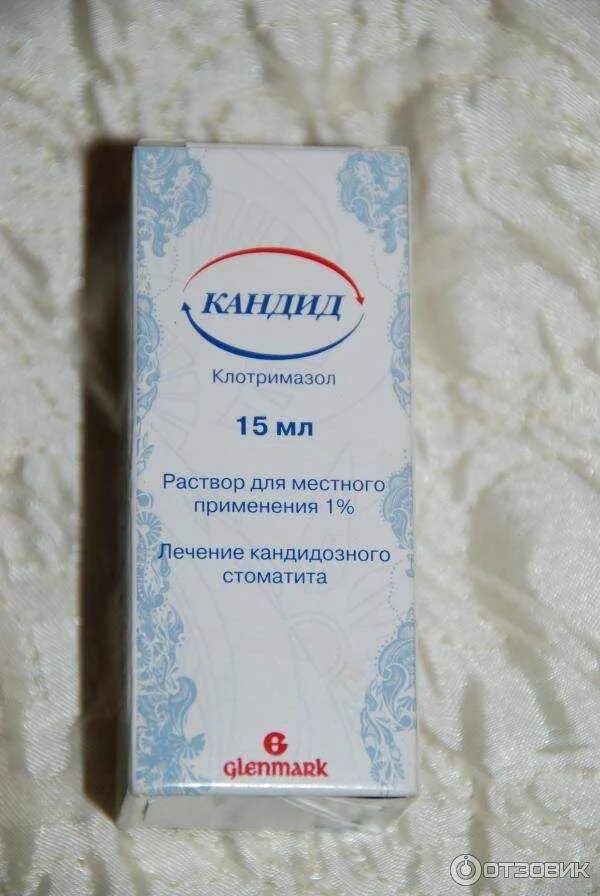 КАНДИД
Клотримазол
15 мл
Раствор для местного
применения 1%
Лечение кандидозного
стоматита
G
Glenmark
ОТЗОВИК